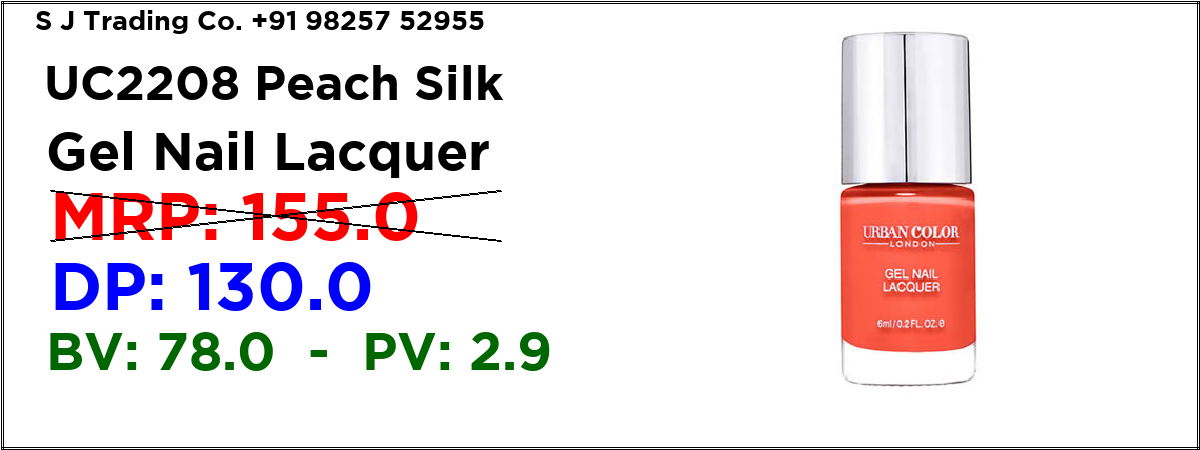 S J Trading Co. +91 98257 52955
UC2208 Peach Silk
Gel Nail Lacquer
MRP: 155.0
DP: 130.0
BV: 78.0 - PV: 2.9
URBAN COLOR
LONDON
GEL NAIL
LACQUER
6ml/0.2 FL. OZ. e